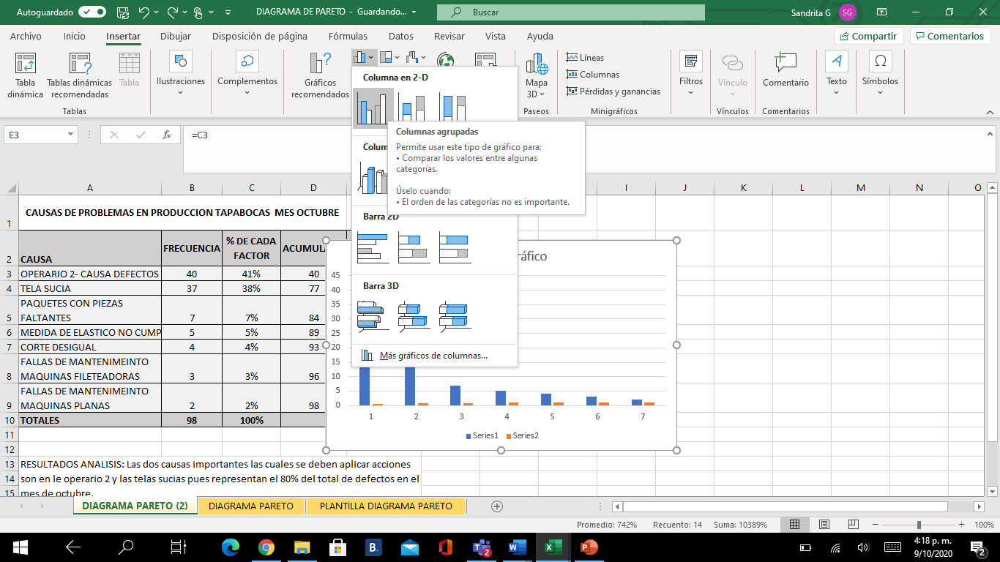 Autoguardado
DIAGRAMA DE PARETO - Guardando...
Buscar
Sandrita G
SG
Archivo Inicio Insertar Dibujar Disposición de página Fórmulas Datos Revisar Vista Ayuda
Compartir
Comentarios
Tabla dinámica
Tablas dinámicas recomendadas
Tabla
Tablas
Ilustraciones
Complementos
Gráficos recomendados
Mapa 3D
Paseos
Líneas
Columnas
Pérdidas y ganancias
Minigráficos
Filtros
Vínculo
Vínculos
Comentario
Comentarios
Texto
Símbolos
Columna en 2-D
Columnas agrupadas
Permite usar este tipo de gráfico para:
• Comparar los valores entre algunas
categorías.
Úselo cuando:
• El orden de las categorías no es importante.
Colum
Barra 2D
Barra 3D
Más gráficos de columnas...
E3
fx
=C3
A B C D I J K L M N O
1 CAUSAS DE PROBLEMAS EN PRODUCCION TAPABOCAS MES OCTUBRE
2 CAUSA FRECUENCIA % DE CADA FACTOR ACUMULA
3 OPERARIO 2- CAUSA DEFECTOS 40 41% 40
4 TELA SUCIA 37 38% 77
5 PAQUETES CON PIEZAS FALTANTES 7 7% 84
6 MEDIDA DE ELASTICO NO CUMP 5 5% 89
7 CORTE DESIGUAL 4 4% 93
8 FALLAS DE MANTENIMEINTO MAQUINAS FILETEADORAS 3 3% 96
9 FALLAS DE MANTENIMEINTO MAQUINAS PLANAS 2 2% 98
10 TOTALES 98 100%
11
12
13 RESULTADOS ANALISIS: Las dos causas importantes las cuales se deben aplicar acciones
14 son en le operario 2 y las telas sucias pues representan el 80% del total de defectos en el
15 mes de octubre.
ráfico
45
40
35
30
25
20
15
10
5
0
1 2 3 4 5 6 7
Series1 Series2
DIAGRAMA PARETO (2) DIAGRAMA PARETO PLANTILLA DIAGRAMA PARETO
Promedio: 742% Recuento: 14 Suma: 10389%
100%
B.
2
4:18 p. m.
9/10/2020
2